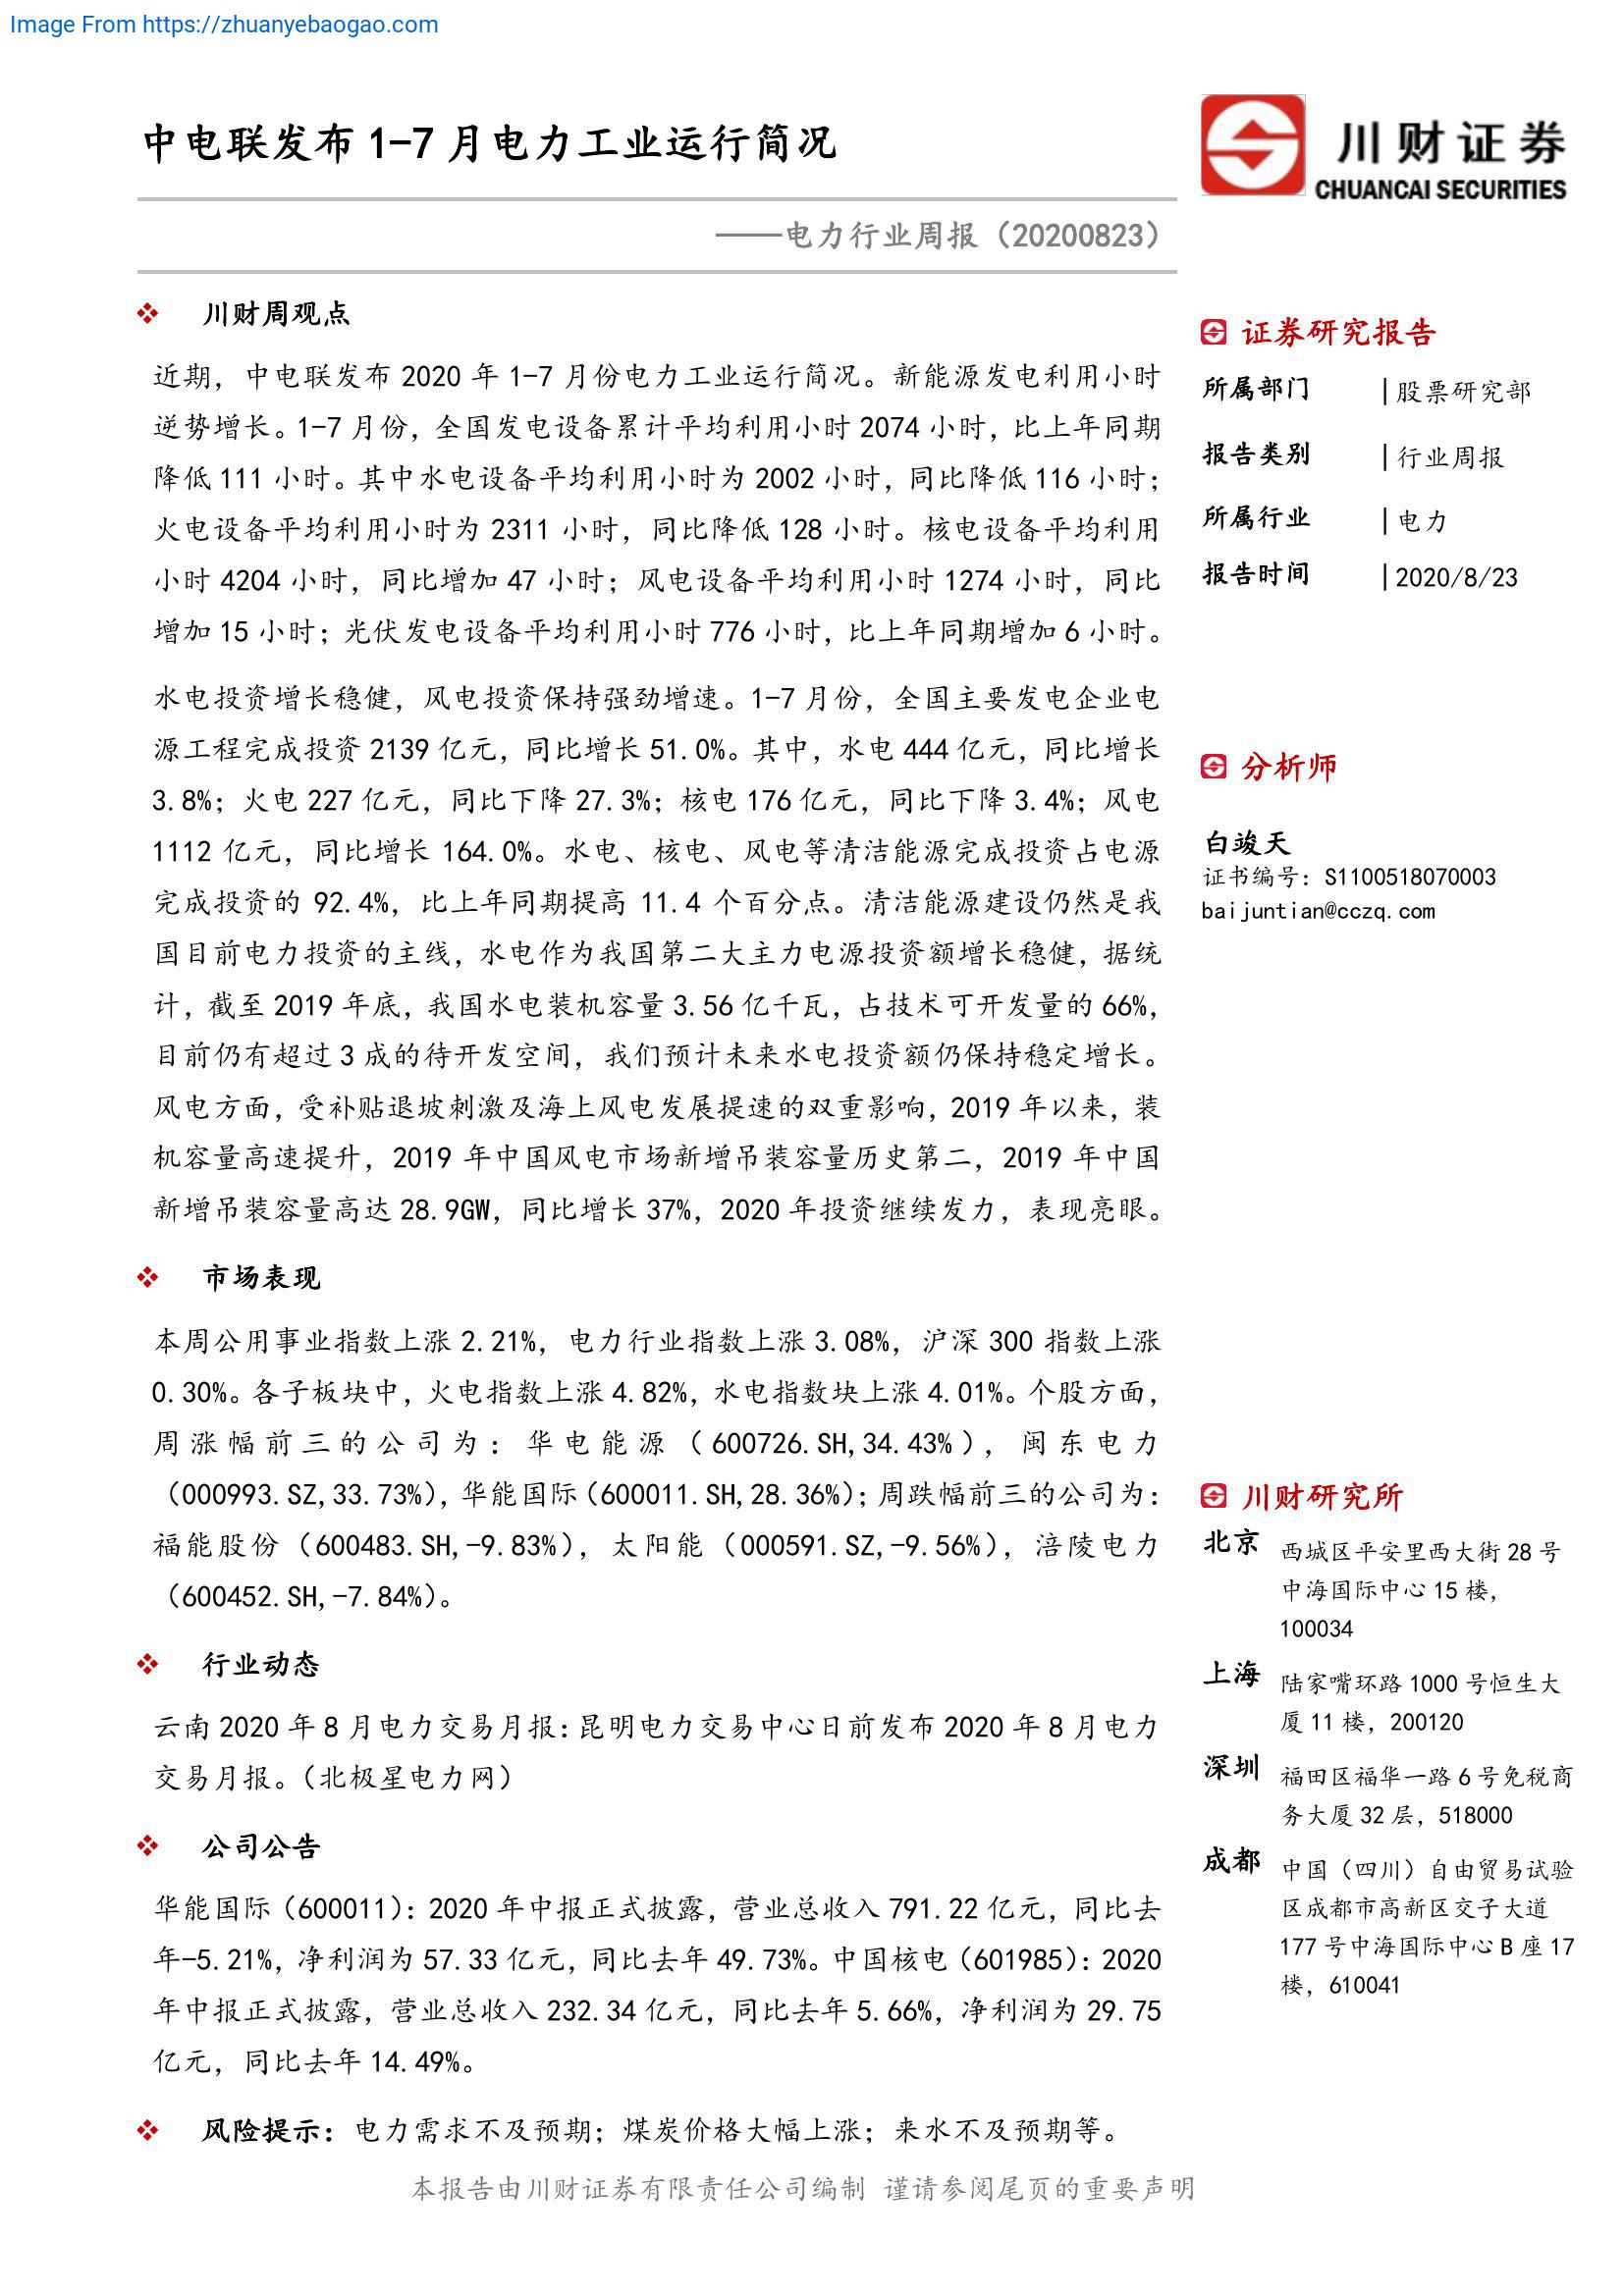 Image From https://zhuanyebaogao.com
中电联发布 1-7 月电力工业运行简况
——电力行业周报（20200823）
川财证券
CHUANCAI SECURITIES
川财周观点
近期，中电联发布 2020 年 1-7 月份电力工业运行简况。新能源发电利用小时
逆势增长。1-7 月份，全国发电设备累计平均利用小时 2074 小时，比上年同期
降低 111 小时。其中水电设备平均利用小时为 2002 小时，同比降低 116 小时；
火电设备平均利用小时为 2311 小时，同比降低 128 小时。核电设备平均利用
小时 4204 小时，同比增加 47 小时；风电设备平均利用小时 1274 小时，同比
增加 15 小时；光伏发电设备平均利用小时 776 小时，比上年同期增加 6 小时。
水电投资增长稳健，风电投资保持强劲增速。1-7 月份，全国主要发电企业电
源工程完成投资 2139 亿元，同比增长 51.0%。其中，水电 444 亿元，同比增长
3.8%；火电 227 亿元，同比下降 27.3%；核电 176 亿元，同比下降 3.4%；风电
1112 亿元，同比增长 164.0%。水电、核电、风电等清洁能源完成投资占电源
完成投资的 92.4%，比上年同期提高 11.4 个百分点。清洁能源建设仍然是我
国目前电力投资的主线，水电作为我国第二大主力电源投资额增长稳健，据统
计，截至 2019 年底，我国水电装机容量 3.56 亿千瓦，占技术可开发量的 66%，
目前仍有超过 3 成的待开发空间，我们预计未来水电投资额仍保持稳定增长。
风电方面，受补贴退坡刺激及海上风电发展提速的双重影响，2019 年以来，装
机容量高速提升，2019 年中国风电市场新增吊装容量历史第二，2019 年中国
新增吊装容量高达 28.9GW，同比增长 37%，2020 年投资继续发力，表现亮眼。
市场表现
本周公用事业指数上涨 2.21%，电力行业指数上涨 3.08%，沪深 300 指数上涨
0.30%。各子板块中，火电指数上涨 4.82%，水电指数块上涨 4.01%。个股方面，
周涨幅前三的公司为：华电能源（600726.SH,34.43%），闽东电力
（000993.SZ,33.73%），华能国际（600011.SH,28.36%）；周跌幅前三的公司为：
福能股份（600483.SH,-9.83%），太阳能（000591.SZ,-9.56%），涪陵电力
（600452.SH,-7.84%）。
行业动态
云南 2020 年 8 月电力交易月报：昆明电力交易中心日前发布 2020 年 8 月电力
交易月报。（北极星电力网）
公司公告
华能国际（600011）：2020 年中报正式披露，营业总收入 791.22 亿元，同比去
年-5.21%，净利润为 57.33 亿元，同比去年 49.73%。中国核电（601985）：2020
年中报正式披露，营业总收入 232.34 亿元，同比去年 5.66%，净利润为 29.75
亿元，同比去年 14.49%。
风险提示：电力需求不及预期；煤炭价格大幅上涨；来水不及预期等。
证券研究报告
所属部门 |股票研究部
报告类别 |行业周报
所属行业 |电力
报告时间 |2020/8/23
分析师
白竣天
证书编号：S1100518070003
baijuntian@cczq.com
川财研究所
北京 西城区平安里西大街 28 号
中海国际中心 15 楼，
100034
上海 陆家嘴环路 1000 号恒生大
厦 11 楼，200120
深圳 福田区福华一路 6 号免税商
务大厦 32 层，518000
成都 中国（四川）自由贸易试验
区成都市高新区交子大道
177 号中海国际中心 B 座 17
楼，610041
本报告由川财证券有限责任公司编制 谨请参阅尾页的重要声明